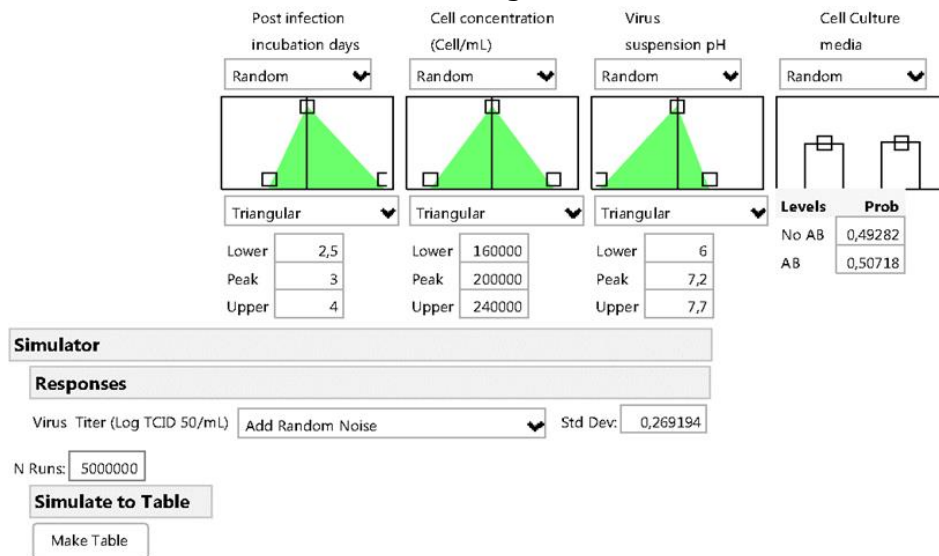 Post infection incubation days
Cell concentration (Cell/mL)
Virus suspension pH
Cell Culture media
Random Random Random Random
Triangular Triangular Triangular
Levels Prob
No AB 0,49282
AB 0,50718
Lower 2,5 Lower 160000 Lower 6
Peak 3 Peak 200000 Peak 7,2
Upper 4 Upper 240000 Upper 7,7
Simulator
Responses
Virus Titer (Log TCID 50/mL) Add Random Noise Std Dev: 0,269194
N Runs: 5000000
Simulate to Table
Make Table